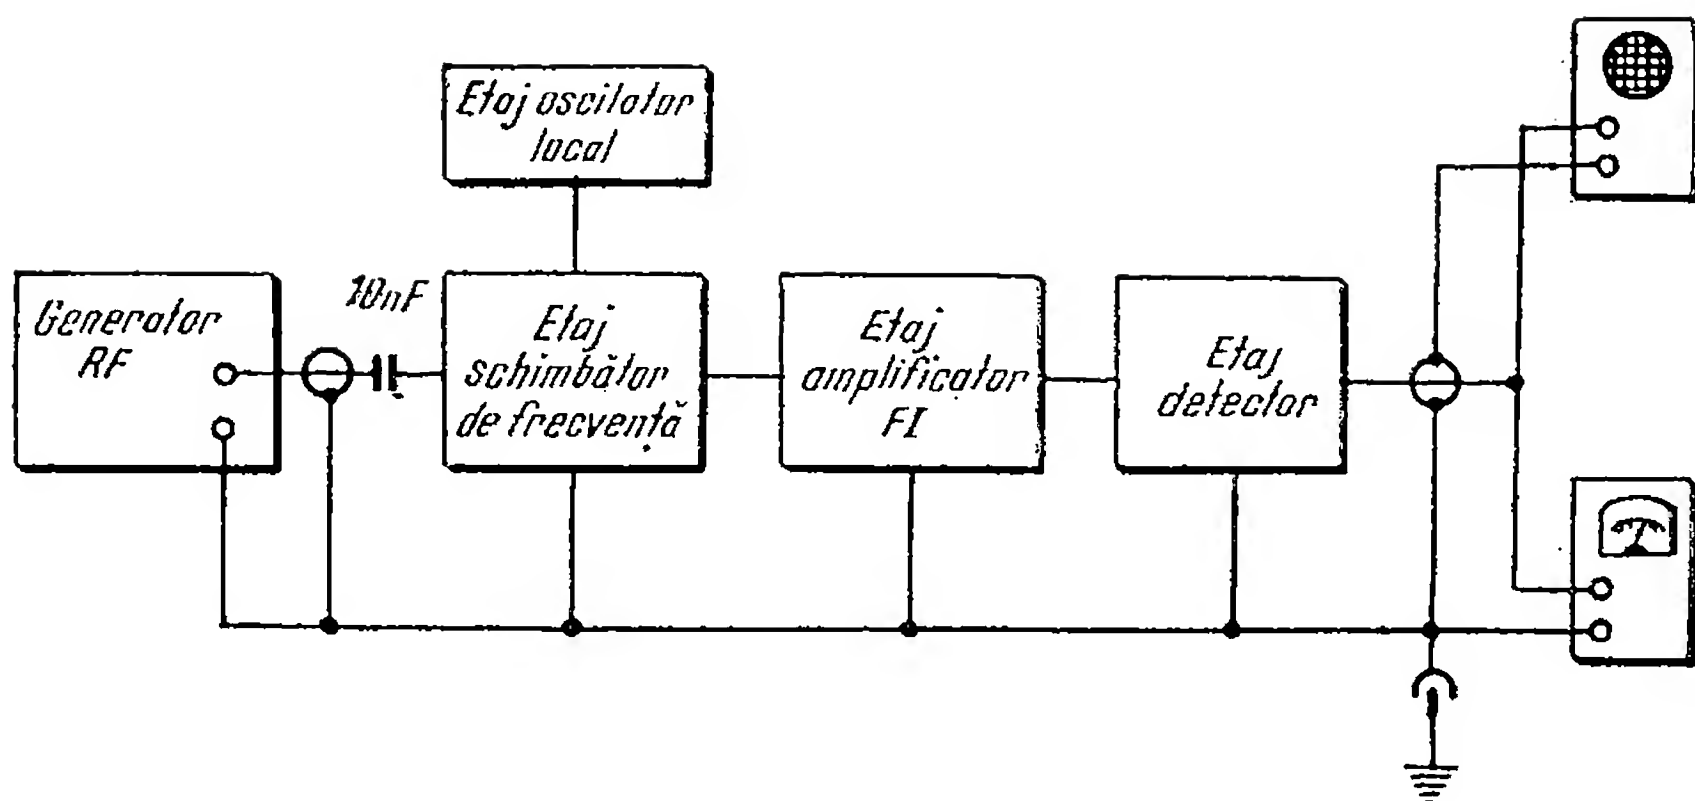 Etaj oscilator
local
Generator
RF
10nF
Etaj
schimbător
de frecvență
Etaj
amplificator
FI
Etaj
detector